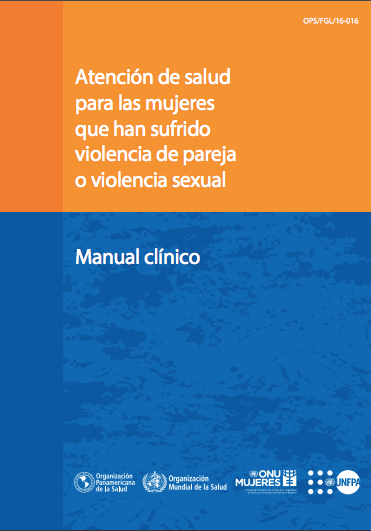 OPS/FGL/16-016
Atención de salud
para las mujeres
que han sufrido
violencia de pareja
o violencia sexual
Manual clínico
Organización
Panamericana
de la Salud
Organización
Mundial de la Salud
ONU
MUJERES
UNFPA